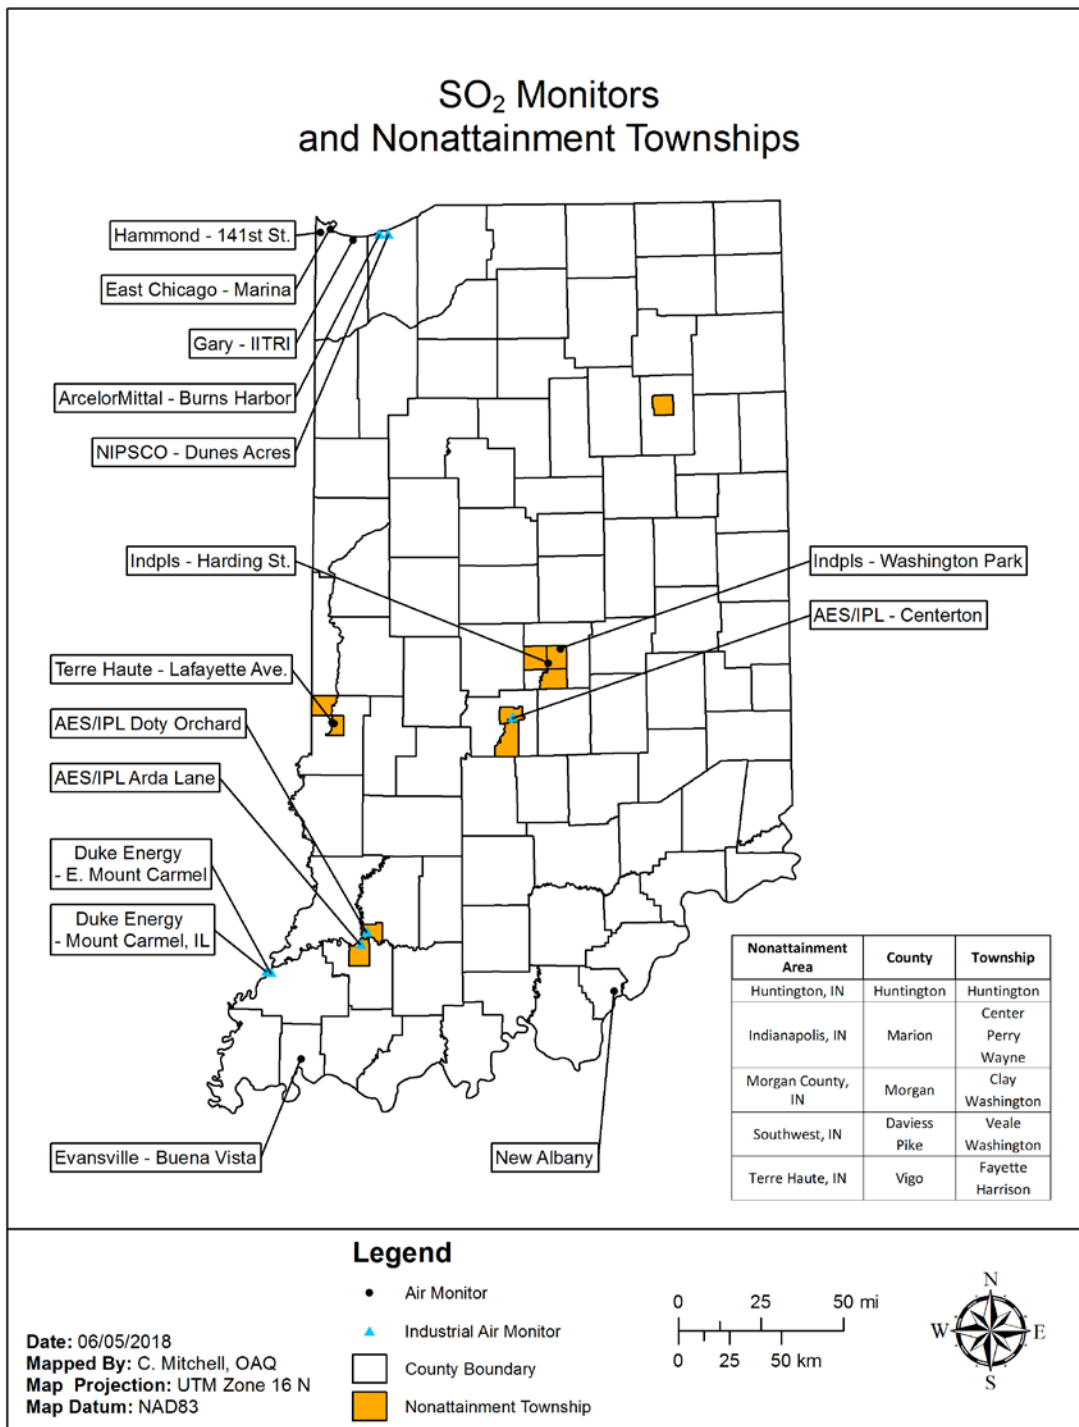 SO₂ Monitors
and Nonattainment Townships
Hammond - 141st St.
East Chicago - Marina
Gary - IITRI
ArcelorMittal - Burns Harbor
NIPSCO - Dunes Acres
Indpls - Harding St.
Indpls - Washington Park
AES/IPL - Centerton
Terre Haute - Lafayette Ave.
AES/IPL Doty Orchard
AES/IPL Arda Lane
Duke Energy
- E. Mount Carmel
Duke Energy
- Mount Carmel, IL
Evansville - Buena Vista
New Albany
Nonattainment Area County Township
Huntington, IN Huntington Huntington
Indianapolis, IN Marion Center Perry Wayne
Morgan County, IN Morgan Clay Washington
Southwest, IN Daviess Pike Veale Washington
Terre Haute, IN Vigo Fayette Harrison
Legend
Air Monitor
Industrial Air Monitor
County Boundary
Nonattainment Township
Date: 06/05/2018
Mapped By: C. Mitchell, OAQ
Map Projection: UTM Zone 16 N
Map Datum: NAD83
0 25 50 mi
0 25 50 km
N
W E
S